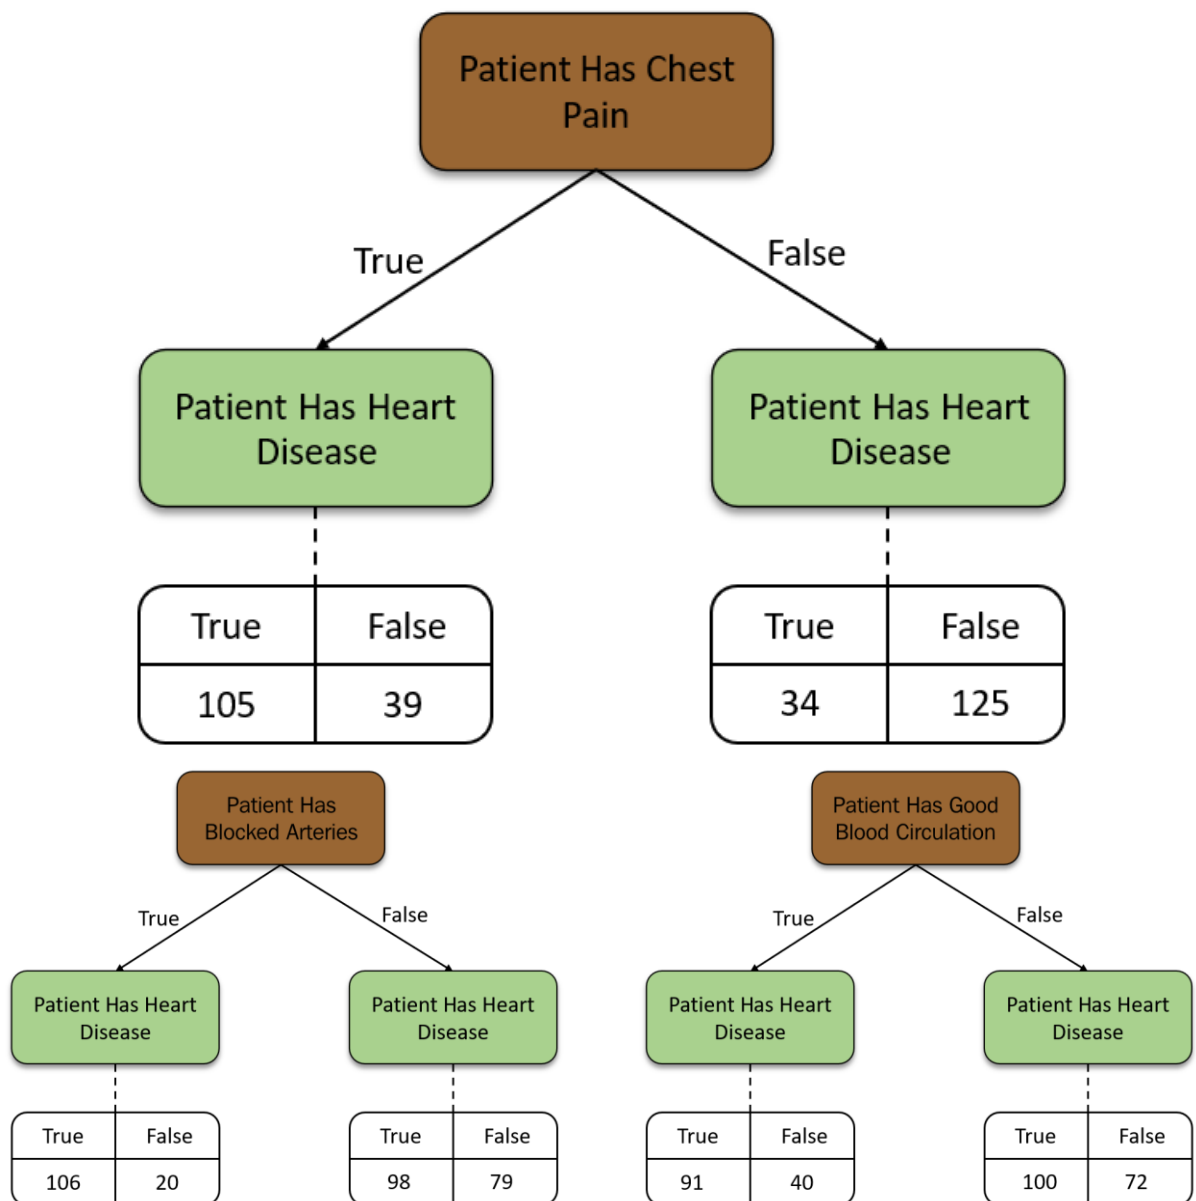 Patient Has Chest
Pain
True
False
Patient Has Heart
Disease
Patient Has Heart
Disease
True False
105 39
True False
34 125
Patient Has
Blocked Arteries
True
False
Patient Has Heart
Disease
Patient Has Heart
Disease
True False
106 20
True False
98 79
Patient Has Good
Blood Circulation
True
False
Patient Has Heart
Disease
Patient Has Heart
Disease
True False
91 40
True False
100 72